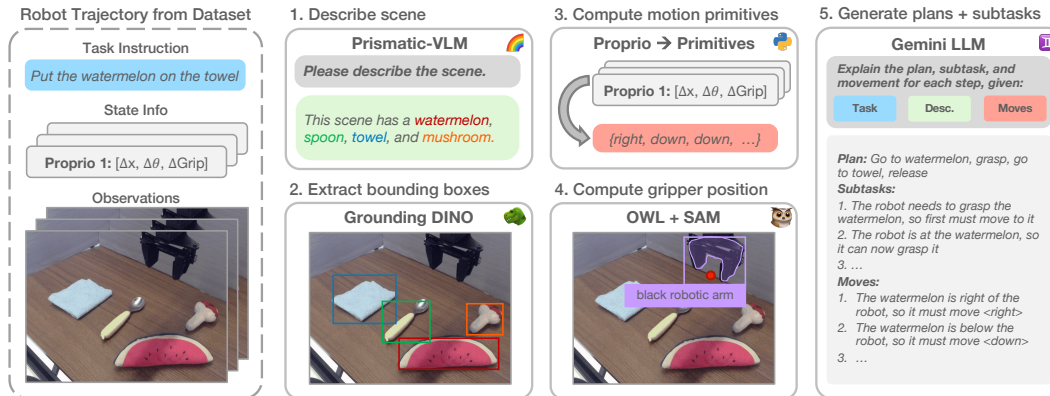 Robot Trajectory from Dataset
Task Instruction
Put the watermelon on the towel
State Info
Proprio 1: [Δx, Δθ, ΔGrip]
Observations
1. Describe scene
Prismatic-VLM
Please describe the scene.
This scene has a watermelon,
spoon, towel, and mushroom.
2. Extract bounding boxes
Grounding DINO
3. Compute motion primitives
Proprio → Primitives
Proprio 1: [Δx, Δθ, ΔGrip]
{right, down, down, ...}
4. Compute gripper position
OWL + SAM
black robotic arm
5. Generate plans + subtasks
Gemini LLM
Explain the plan, subtask, and
movement for each step, given:
Task Desc. Moves
Plan: Go to watermelon, grasp, go
to towel, release
Subtasks:
1. The robot needs to grasp the
watermelon, so first must move to it
2. The robot is at the watermelon, so
it can now grasp it
3. ...
Moves:
1. The watermelon is right of the
robot, so it must move <right>
2. The watermelon is below the
robot, so it must move <down>
3. ...